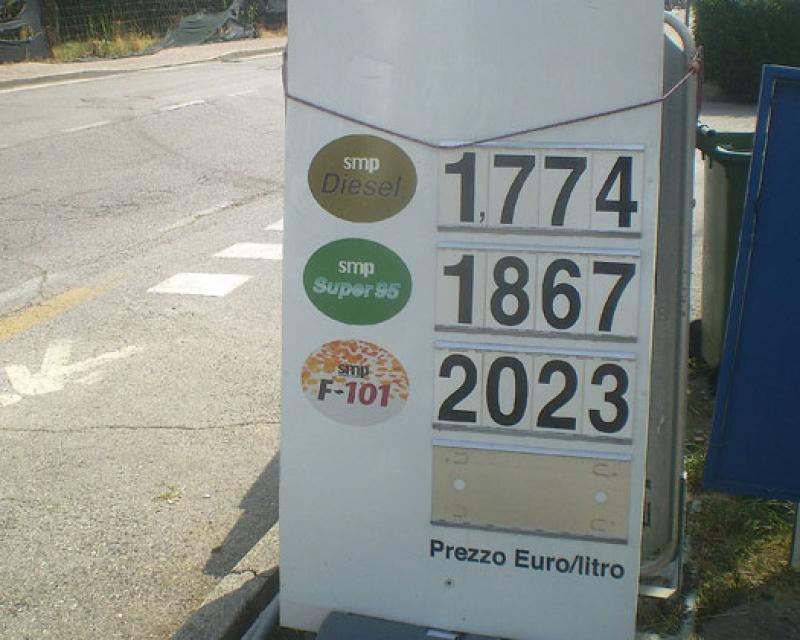 smp
Diesel
1,774
smp
Super 95
1867
smp
F-101
2023
Prezzo Euro/litro